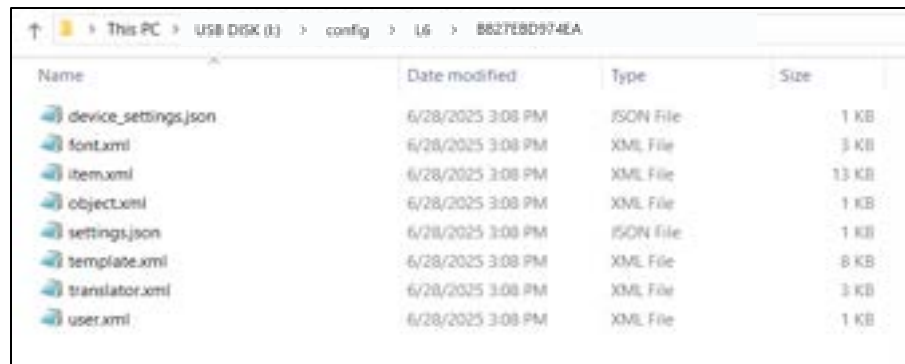 This PC > USB DISK (I:) > config > L6 >
Name Date modified Type Size
device_settings.json 6/28/2025 3:08 PM JSON File 1 KB
font.xml 6/28/2025 3:08 PM XML File 3 KB
item.xml 6/28/2025 3:08 PM XML File 13 KB
object.xml 6/28/2025 3:08 PM XML File 1 KB
settings.json 6/28/2025 3:08 PM JSON File 1 KB
template.xml 6/28/2025 3:08 PM XML File 8 KB
translator.xml 6/28/2025 3:08 PM XML File 3 KB
user.xml 6/28/2025 3:08 PM XML File 1 KB